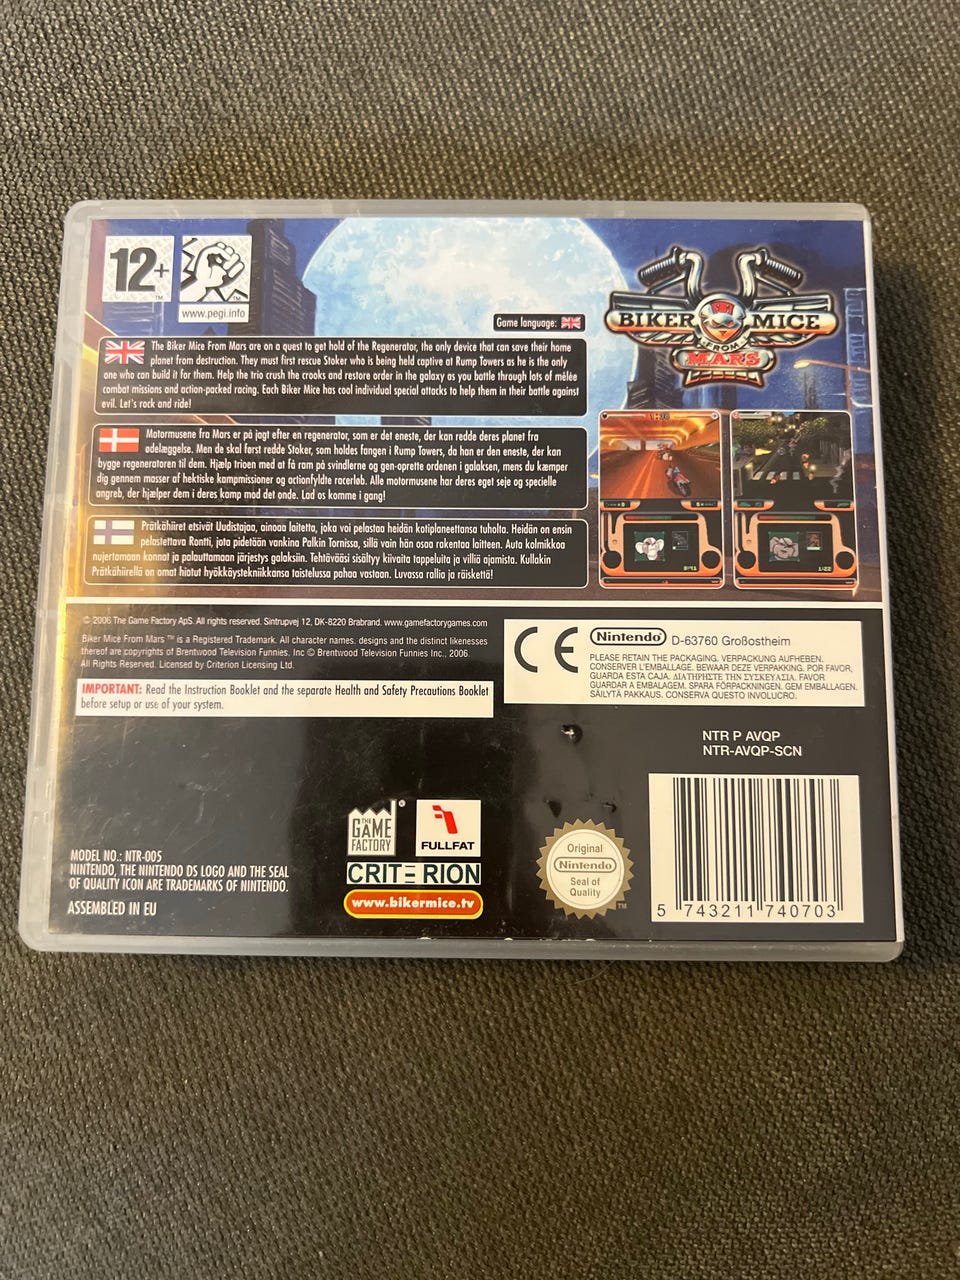 12+
™
www.pegi.info
™
Game language:
BIKER MICE
FROM
MARS
The Biker Mice From Mars are on a quest to get hold of the Regenerator, the only device that can save their home
planet from destruction. They must first rescue Stoker who is being held captive at Rump Towers as he is the only
one who can build it for them. Help the trio crush the crooks and restore order in the galaxy as you battle through lots of mêlée
combat missions and action-packed racing. Each Biker Mice has cool individual special attacks to help them in their battle against
evil. Let's rock and ride!
Motormusene fra Mars er på jagt efter en regenerator, som er det eneste, der kan redde deres planet fra
ødelæggelse. Men de skal først redde Stoker, som holdes fangen i Rump Towers, da han er den eneste, der kan
bygge regeneratoren til dem. Hjælp trioen med at få ram på svindlerne og gen-oprette ordenen i galaksen, mens du kæmper
dig gennem masser af hektiske kampmissioner og actionfyldte racerløb. Alle motormusene har deres eget seje og specielle
angreb, der hjælper dem i deres kamp mod det onde. Lad os komme i gang!
Prätkähiiret etsivät Uudistajaa, ainoaa laitetta, joka voi pelastaa heidän kotiplaneettansa tuholta. Heidän on ensin
pelastettava Rontti, jota pidetään vankina Palkin Tornissa, sillä vain hän osaa rakentaa laitteen. Auta kolmikkoa
nujertamaan konnat ja palauttamaan järjestys galaksiin. Tehtävääsi sisältyy kiivaita tappeluita ja villiä ajamista. Kullakin
Prätkähiirellä on omat hiotut hyökkäystekniikkansa taistelussa pahaa vastaan. Luvassa rallia ja räiskettä!
© 2006 The Game Factory ApS. All rights reserved. Sintrupvej 12, DK-8220 Brabrand. www.gamefactorygames.com
Biker Mice From Mars ™ is a Registered Trademark. All character names, designs and the distinct likenesses
thereof are copyrights of Brentwood Television Funnies, Inc © Brentwood Television Funnies Inc., 2006.
All Rights Reserved. Licensed by Criterion Licensing Ltd.
IMPORTANT: Read the Instruction Booklet and the separate Health and Safety Precautions Booklet
before setup or use of your system.
CE Nintendo D-63760 Großostheim
PLEASE RETAIN THE PACKAGING. VERPACKUNG AUFHEBEN.
CONSERVER L'EMBALLAGE. BEWAAR DEZE VERPAKKING. POR FAVOR,
GUARDA ESTA CAJA. ΔΙΑΤΗΡΗΣΤΕ ΤΗΝ ΣΥΣΚΕΥΑΣΙΑ. FAVOR
GUARDAR A EMBALAGEM. SPARA FÖRPACKNINGEN. GEM EMBALLAGEN.
SÄILYTÄ PAKKAUS. CONSERVA QUESTO INVOLUCRO.
NTR P AVQP
NTR-AVQP-SCN
MODEL NO.: NTR-005
NINTENDO, THE NINTENDO DS LOGO AND THE SEAL
OF QUALITY ICON ARE TRADEMARKS OF NINTENDO.
ASSEMBLED IN EU
THE
GAME
FACTORY
®
FULLFAT
CRITERION
www.bikermice.tv
Original
Nintendo
Seal of
Quality
TM
5 743211 740703